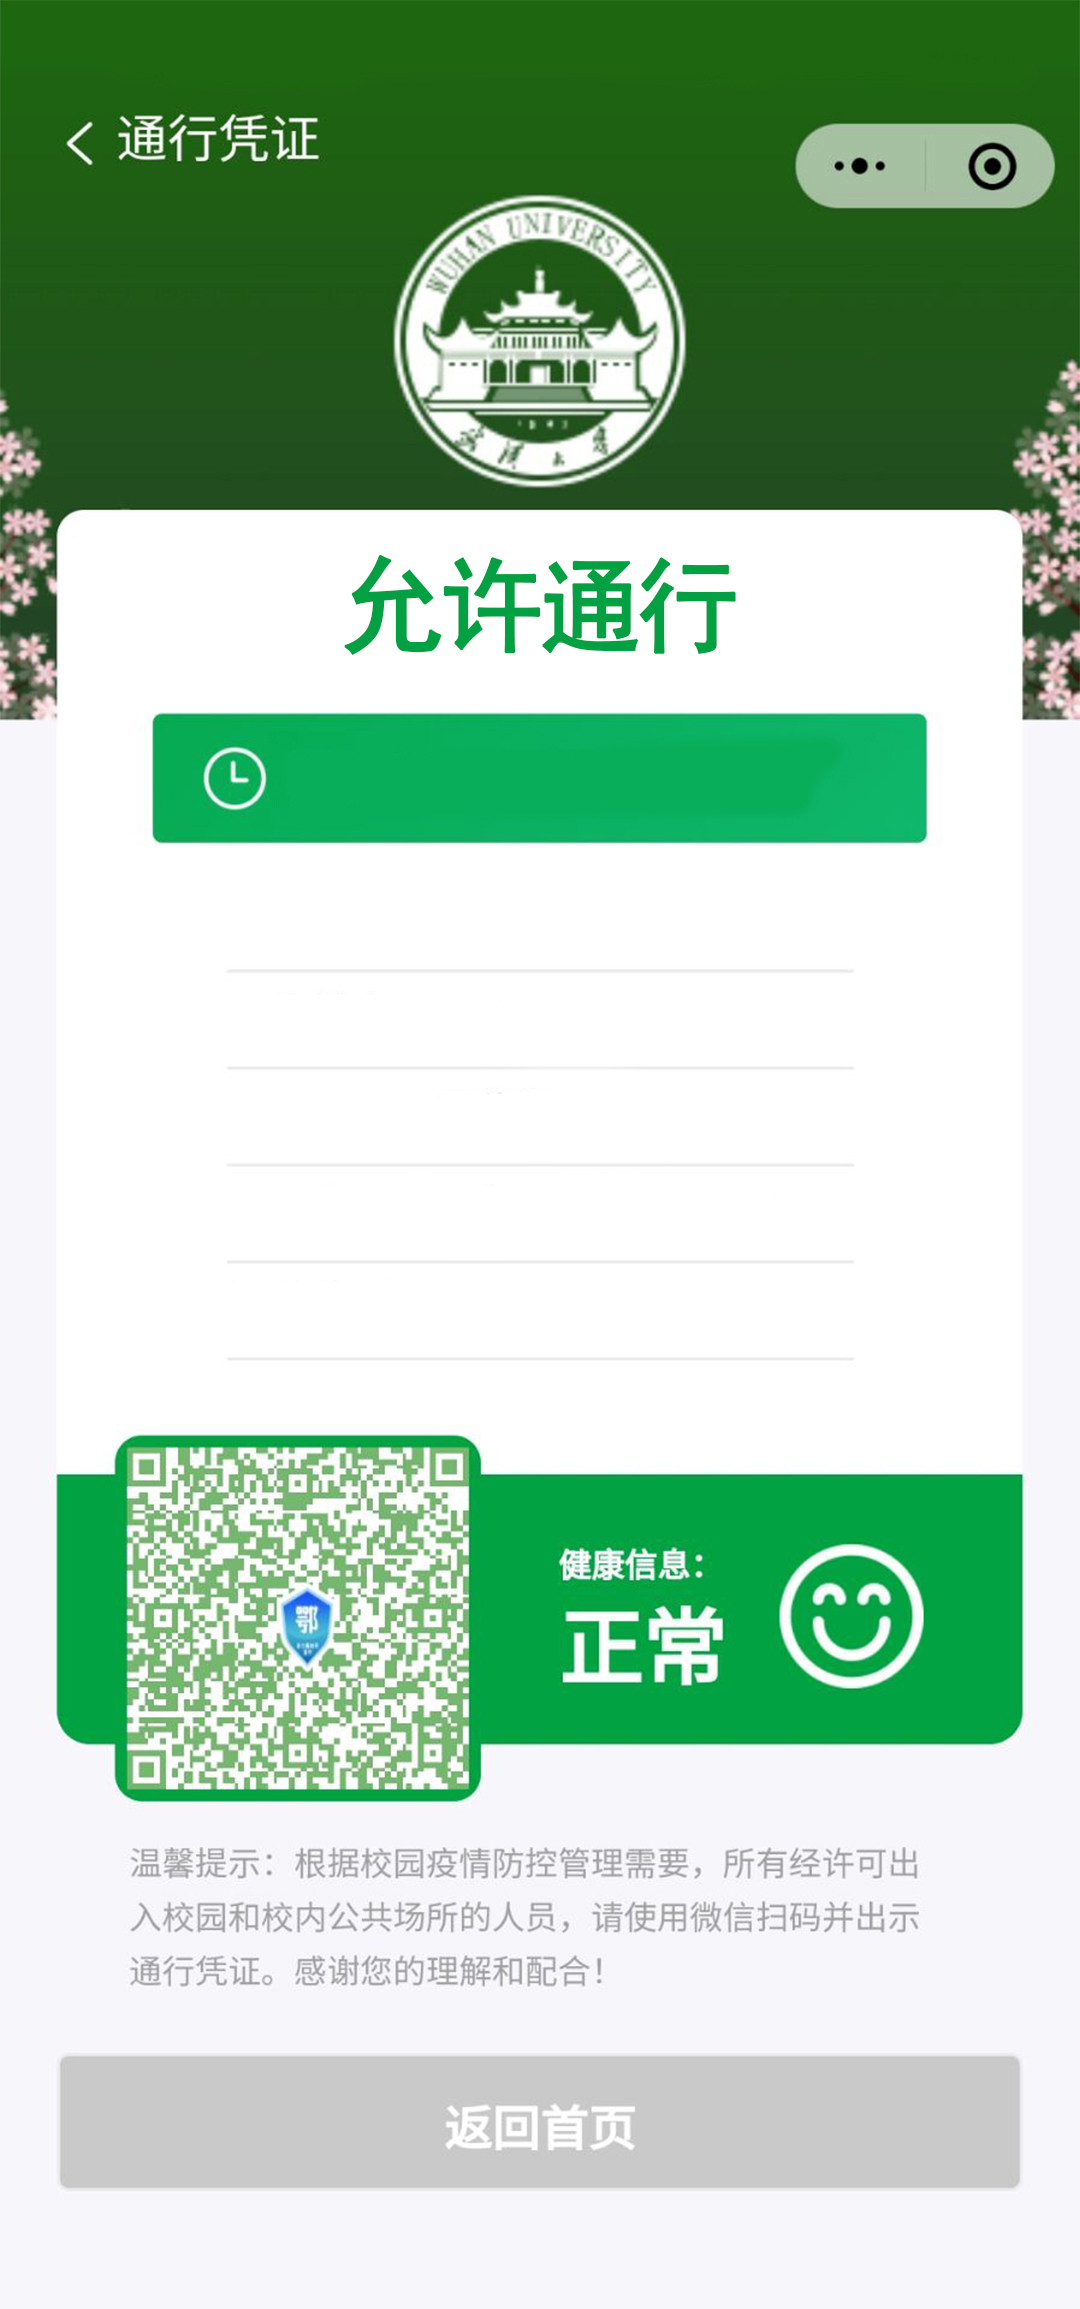 通行凭证
WUHAN UNIVERSITY
武汉大学
允许通行
鄂
健康信息：
正常
温馨提示：根据校园疫情防控管理需要，所有经许可出
入校园和校内公共场所的人员，请使用微信扫码并出示
通行凭证。感谢您的理解和配合！
返回首页